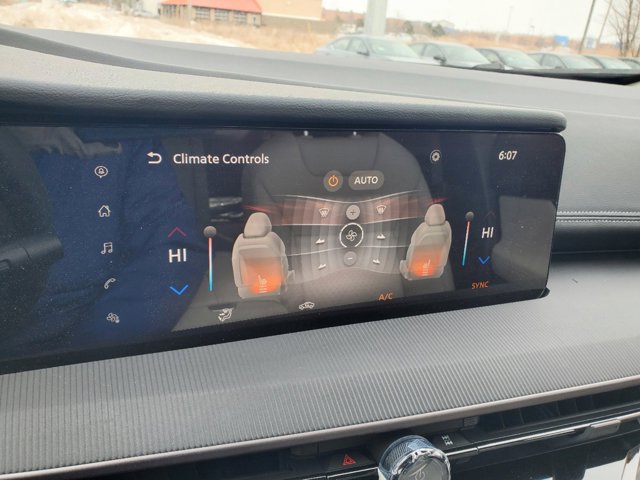 Climate Controls
6:07
AUTO
HI
HI
A/C
SYNC